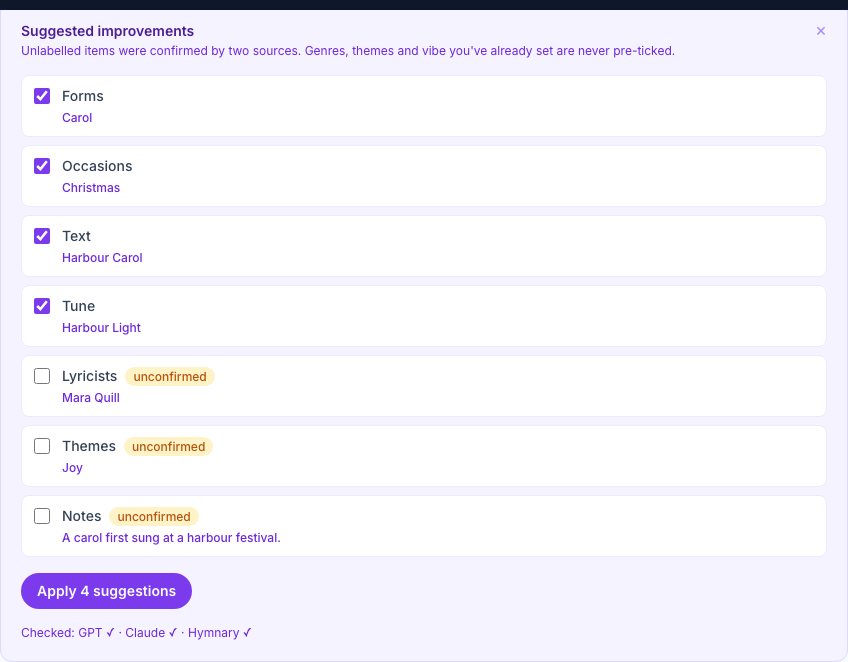 Suggested improvements
×
Unlabelled items were confirmed by two sources. Genres, themes and vibe you've already set are never pre-ticked.
Forms
Carol
Occasions
Christmas
Text
Harbour Carol
Tune
Harbour Light
Lyricists unconfirmed
Mara Quill
Themes unconfirmed
Joy
Notes unconfirmed
A carol first sung at a harbour festival.
Apply 4 suggestions
Checked: GPT ✓ · Claude ✓ · Hymnary ✓